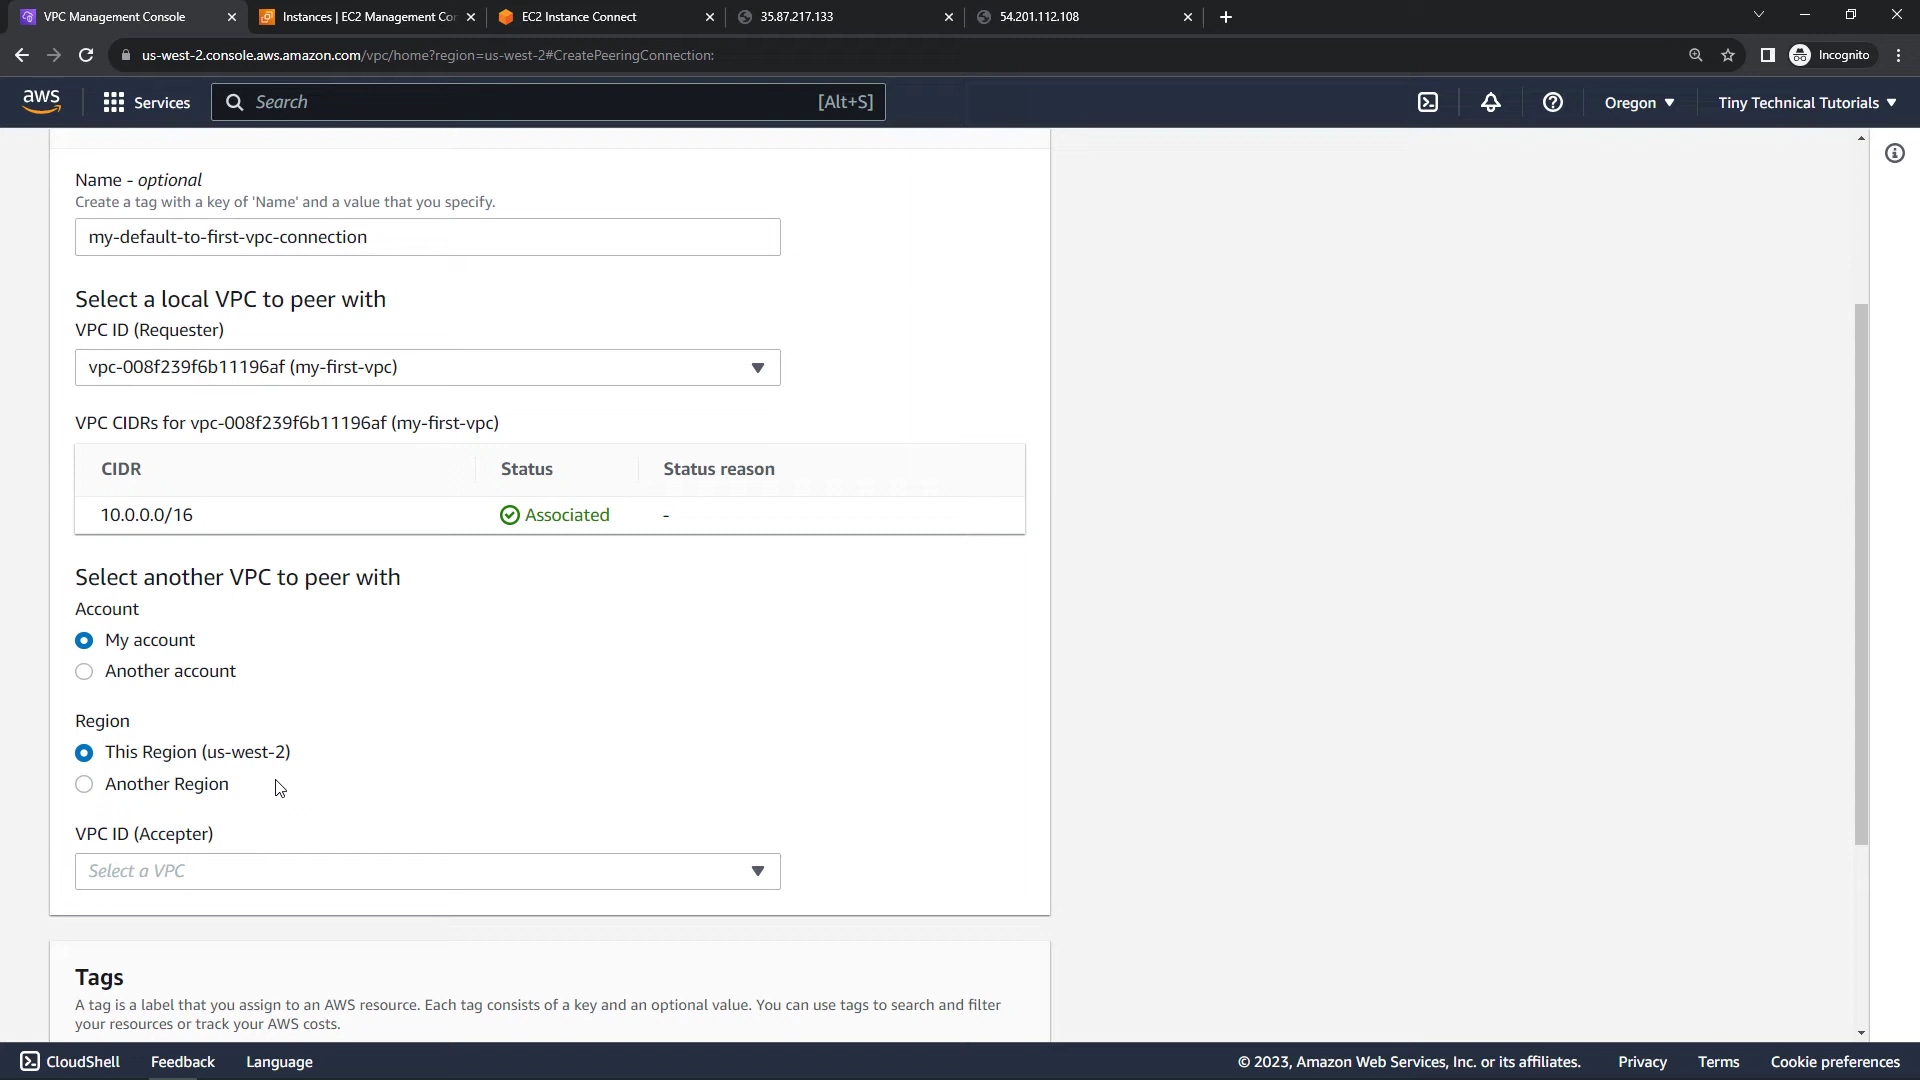 VPC Management Console
Instances | EC2 Management Cor
EC2 Instance Connect
35.87.217.133
54.201.112.108
us-west-2.console.aws.amazon.com/vpc/home?region=us-west-2#CreatePeeringConnection:
Incognito
aws
Services
Search
[Alt+S]
Oregon
Tiny Technical Tutorials
Name - optional
Create a tag with a key of 'Name' and a value that you specify.
my-default-to-first-vpc-connection
Select a local VPC to peer with
VPC ID (Requester)
vpc-008f239f6b11196af (my-first-vpc)
VPC CIDRs for vpc-008f239f6b11196af (my-first-vpc)
CIDR
Status
Status reason
10.0.0.0/16
Associated
-
Select another VPC to peer with
Account
My account
Another account
Region
This Region (us-west-2)
Another Region
VPC ID (Accepter)
Select a VPC
Tags
A tag is a label that you assign to an AWS resource. Each tag consists of a key and an optional value. You can use tags to search and filter
your resources or track your AWS costs.
CloudShell
Feedback
Language
© 2023, Amazon Web Services, Inc. or its affiliates.
Privacy
Terms
Cookie preferences